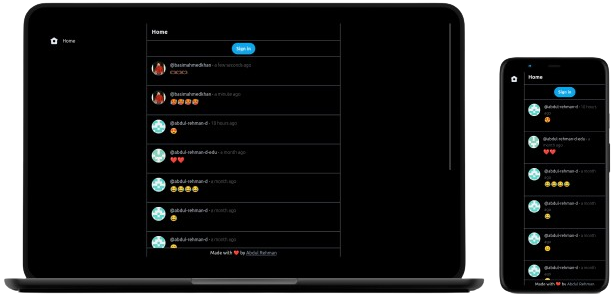 Home
Home
Sign in
@basimahmedkhan · a few seconds ago
@basimahmedkhan · a minute ago
@abdul-rehman-d · 19 hours ago
😍
@abdul-rehman-edu · a month ago
❤️❤️
@abdul-rehman-d · a month ago
😂😂😂😂
@abdul-rehman-d · a month ago
😂
@abdul-rehman-d · a month ago
Made with ❤️ by Abdul Rehman
Home
Sign in
@abdul-rehman-d · 19 hours
ago
😍
@abdul-rehman-edu · a
month ago
❤️❤️
@abdul-rehman-d · a month
ago
😂😂😂😂
@abdul-rehman-d · a month
ago
@abdul-rehman-d · a month
ago
@abdul-rehman-d · a month
ago
Made with ❤️ by Abdul Rehman